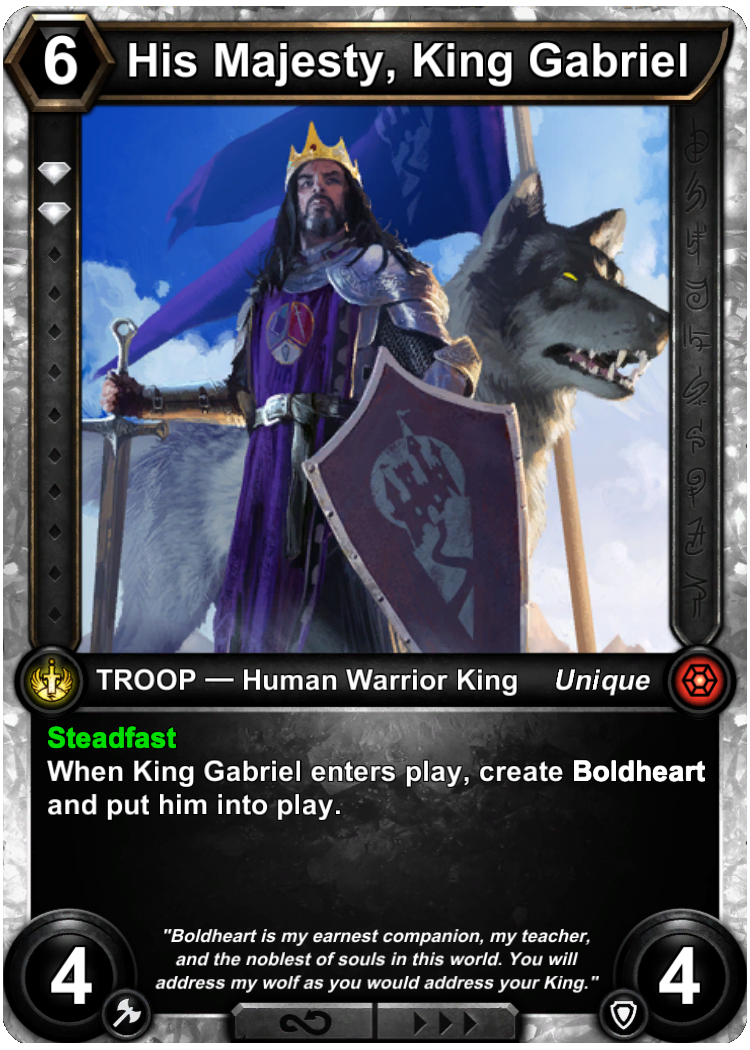 6
His Majesty, King Gabriel
TROOP — Human Warrior King Unique
Steadfast
When King Gabriel enters play, create Boldheart
and put him into play.
"Boldheart is my earnest companion, my teacher,
and the noblest of souls in this world. You will
address my wolf as you would address your King."
4
4